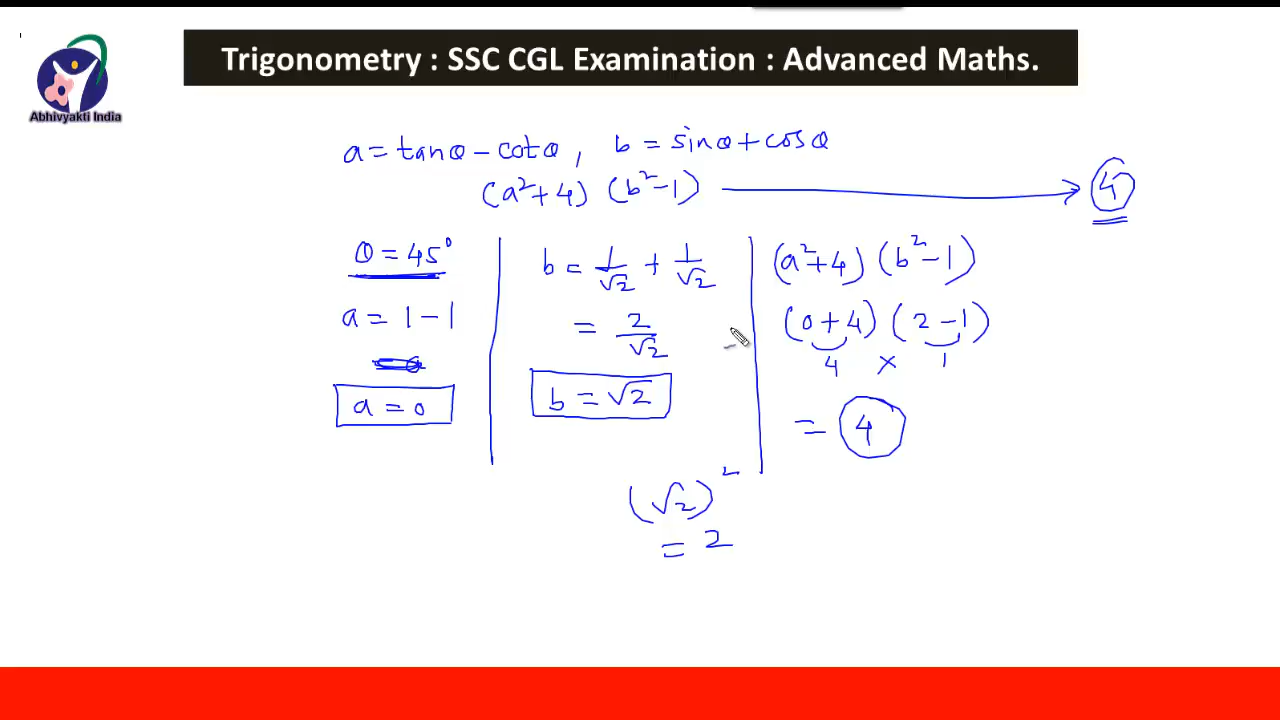 Trigonometry : SSC CGL Examination : Advanced Maths.
Abhivyakti India
a = tanθ - cotθ, b = sinθ + cosθ
(a²+4) (b²-1) → 4
θ = 45°
a = 1 - 1
a = 0
b = 1/√2 + 1/√2
= 2/√2
b = √2
(a²+4) (b²-1)
(0+4) (2-1)
4 × 1
= 4
(√2)²
= 2